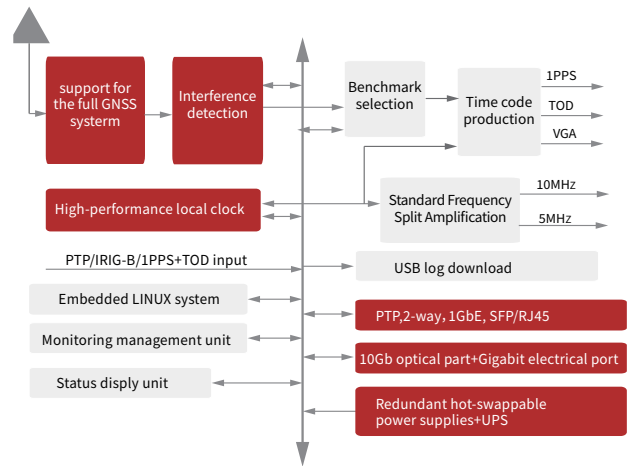 support for
the full GNSS
systerm
Interference
detection
Benchmark
selection
Time code
production
1PPS
TOD
VGA
High-performance local clock
Standard Frequency
Split Amplification
10MHz
5MHz
PTP/IRIG-B/1PPS+TOD input
USB log download
Embedded LINUX system
PTP,2-way, 1GbE, SFP/RJ45
Monitoring management unit
10Gb optical part+Gigabit electrical port
Status disply unit
Redundant hot-swappable
power supplies+UPS